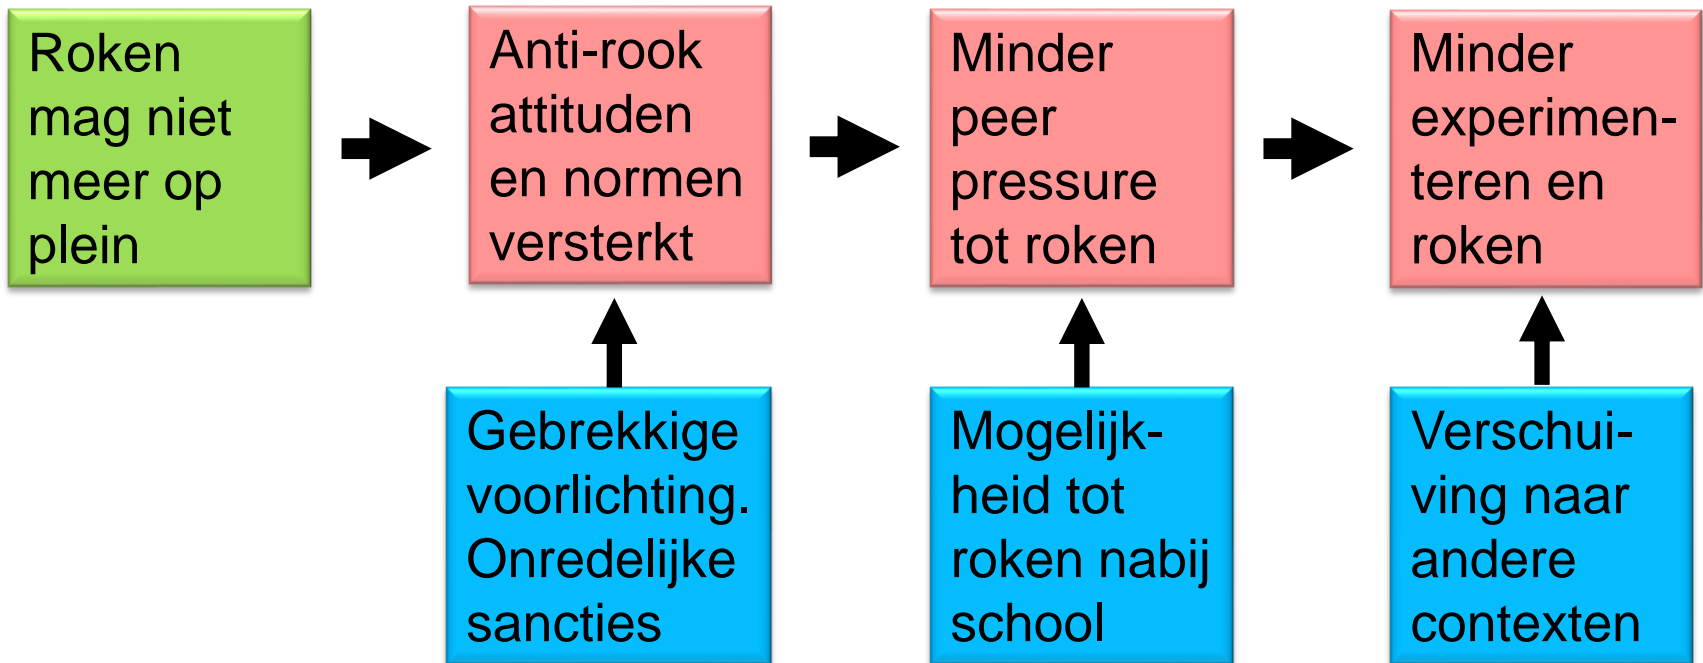 Roken
mag niet
meer op
plein
Anti-rook
attituden
en normen
versterkt
Minder
peer
pressure
tot roken
Minder
experimen-
teren en
roken
Gebrekkige
voorlichting.
Onredelijke
sancties
Mogelijk-
heid tot
roken nabij
school
Verschui-
ving naar
andere
contexten